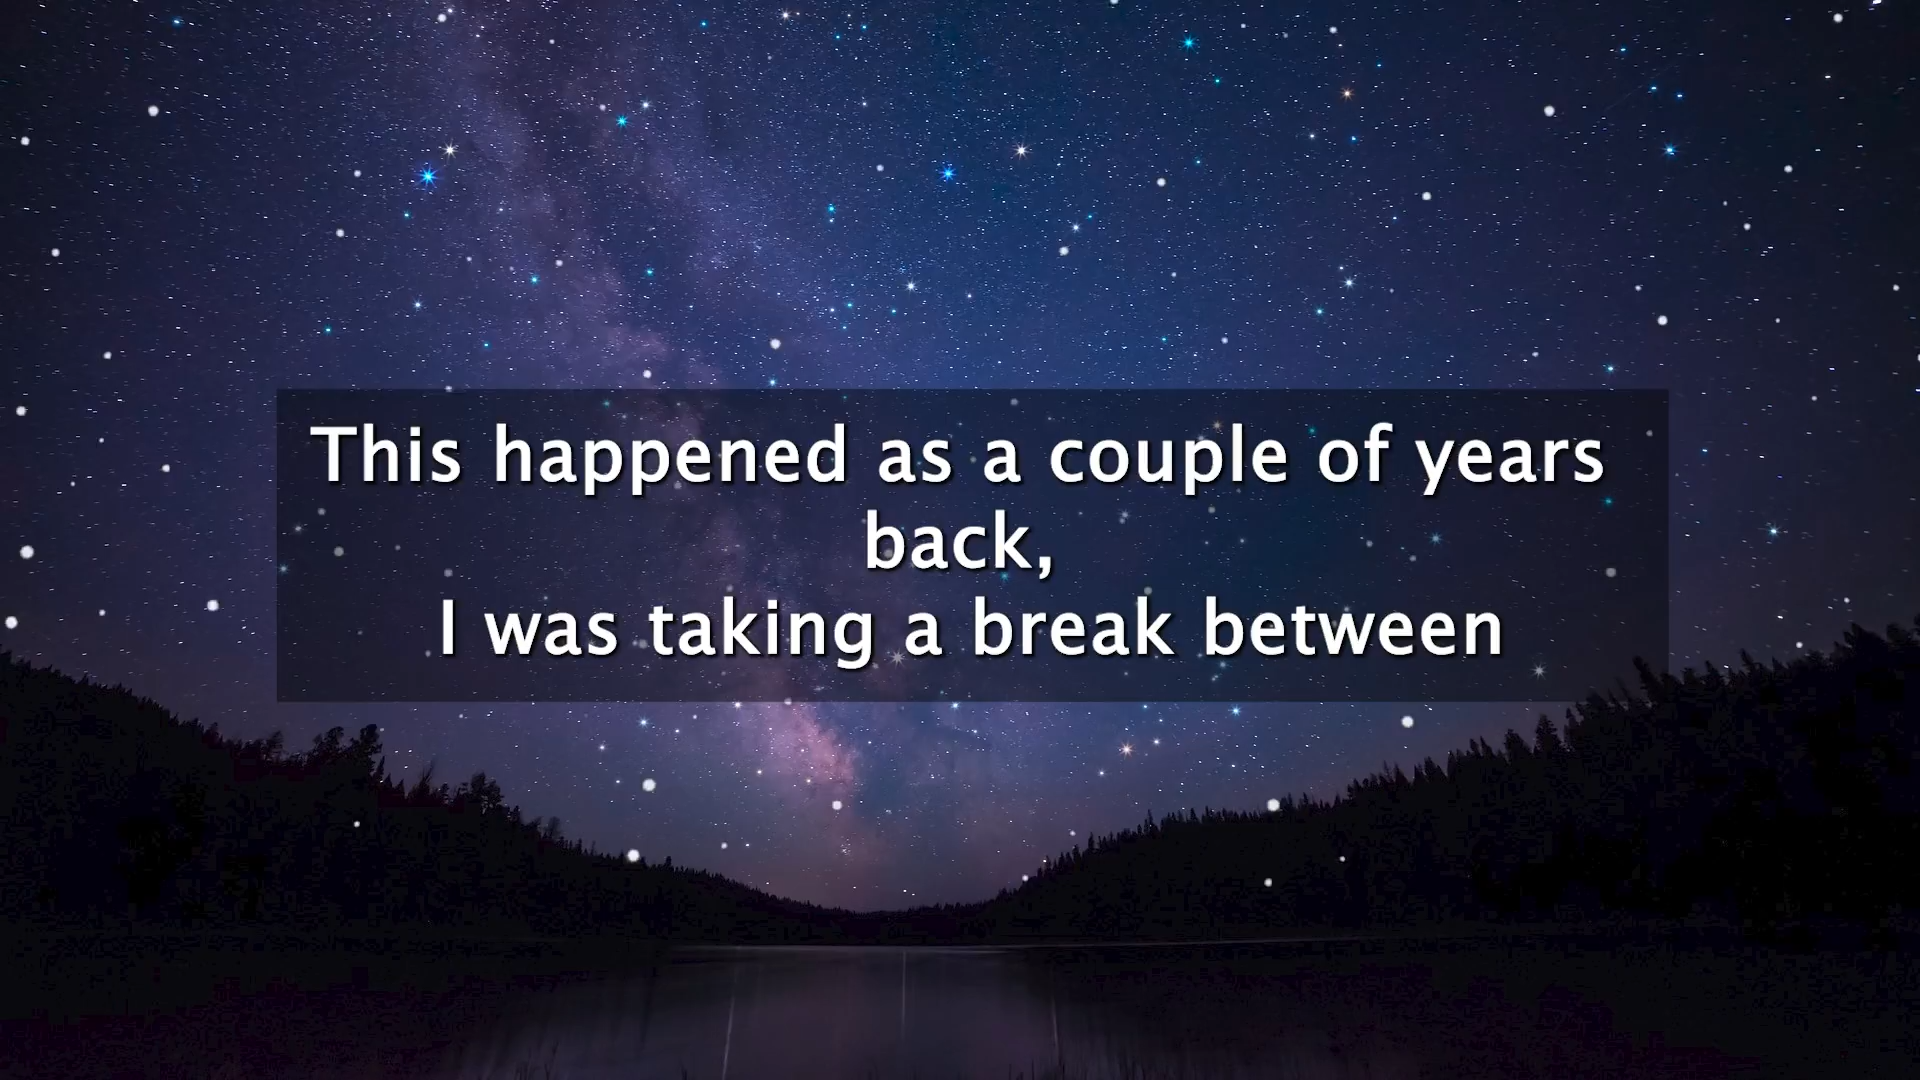 This happened as a couple of years
back,
I was taking a break between